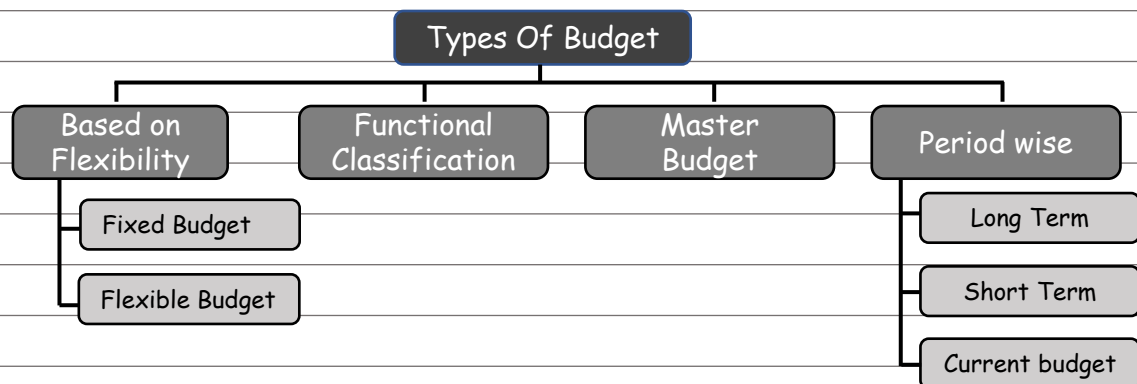 Types Of Budget
Based on
Flexibility
Functional
Classification
Master
Budget
Period wise
Fixed Budget
Flexible Budget
Long Term
Short Term
Current budget